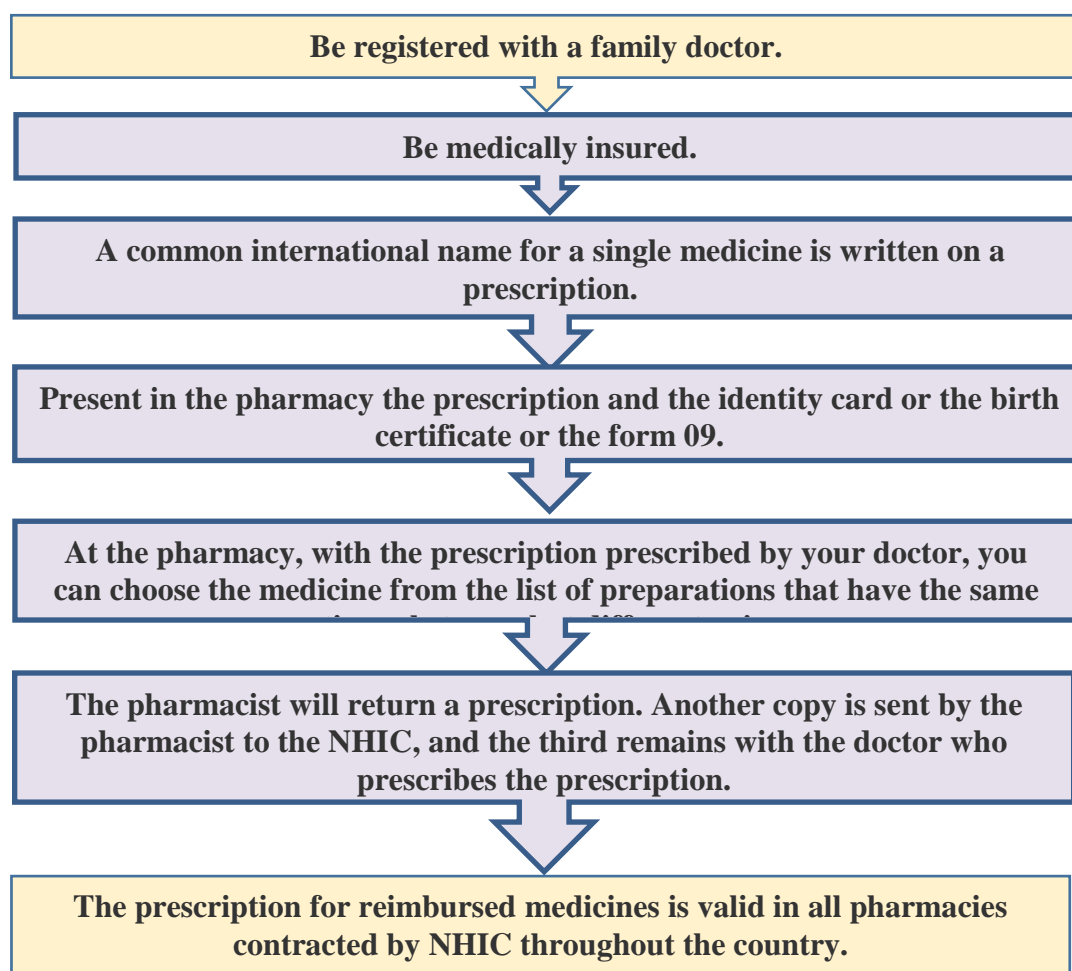 Be registered with a family doctor.
Be medically insured.
A common international name for a single medicine is written on a
prescription.
Present in the pharmacy the prescription and the identity card or the birth
certificate or the form 09.
At the pharmacy, with the prescription prescribed by your doctor, you
can choose the medicine from the list of preparations that have the same
The pharmacist will return a prescription. Another copy is sent by the
pharmacist to the NHIC, and the third remains with the doctor who
prescribes the prescription.
The prescription for reimbursed medicines is valid in all pharmacies
contracted by NHIC throughout the country.